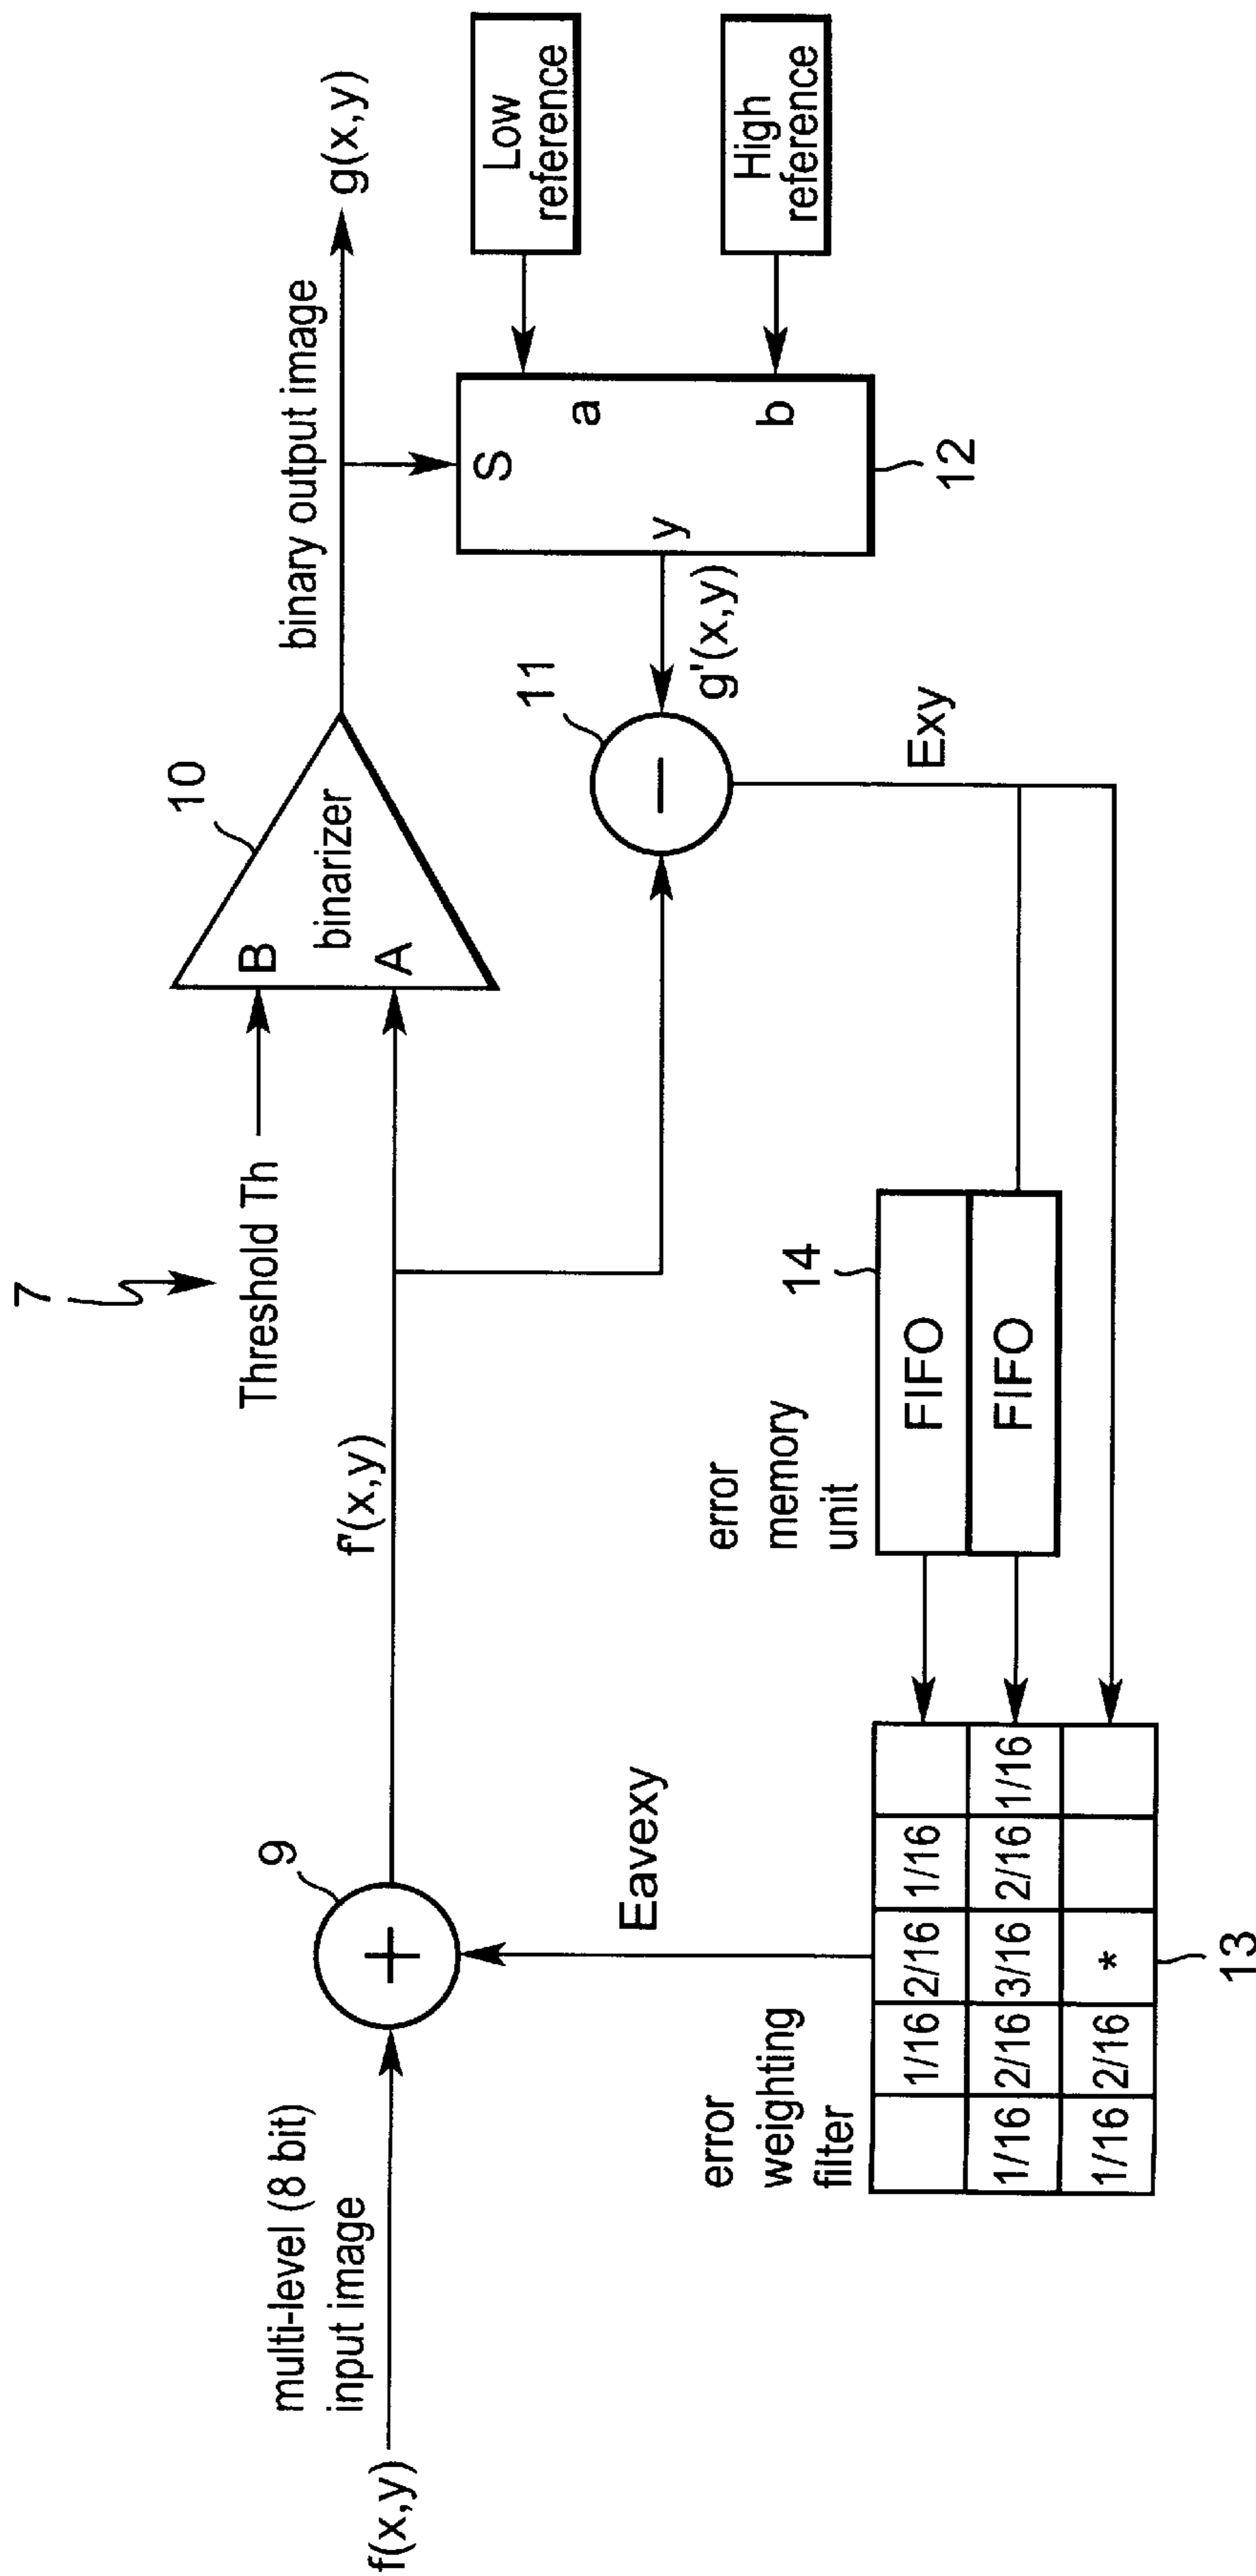 7
Threshold Th
10
B
binarizer
A
binary output image
g(x,y)
multi-level (8 bit)
input image
f(x,y)
9
+
f'(x,y)
11
−
g'(x,y)
S
y
a
b
12
Low
reference
High
reference
Exy
Eavexy
error
weighting
filter
1/16 2/16 1/16
1/16 2/16 3/16 2/16 1/16
1/16 2/16 *
13
error
memory
unit
14
FIFO
FIFO